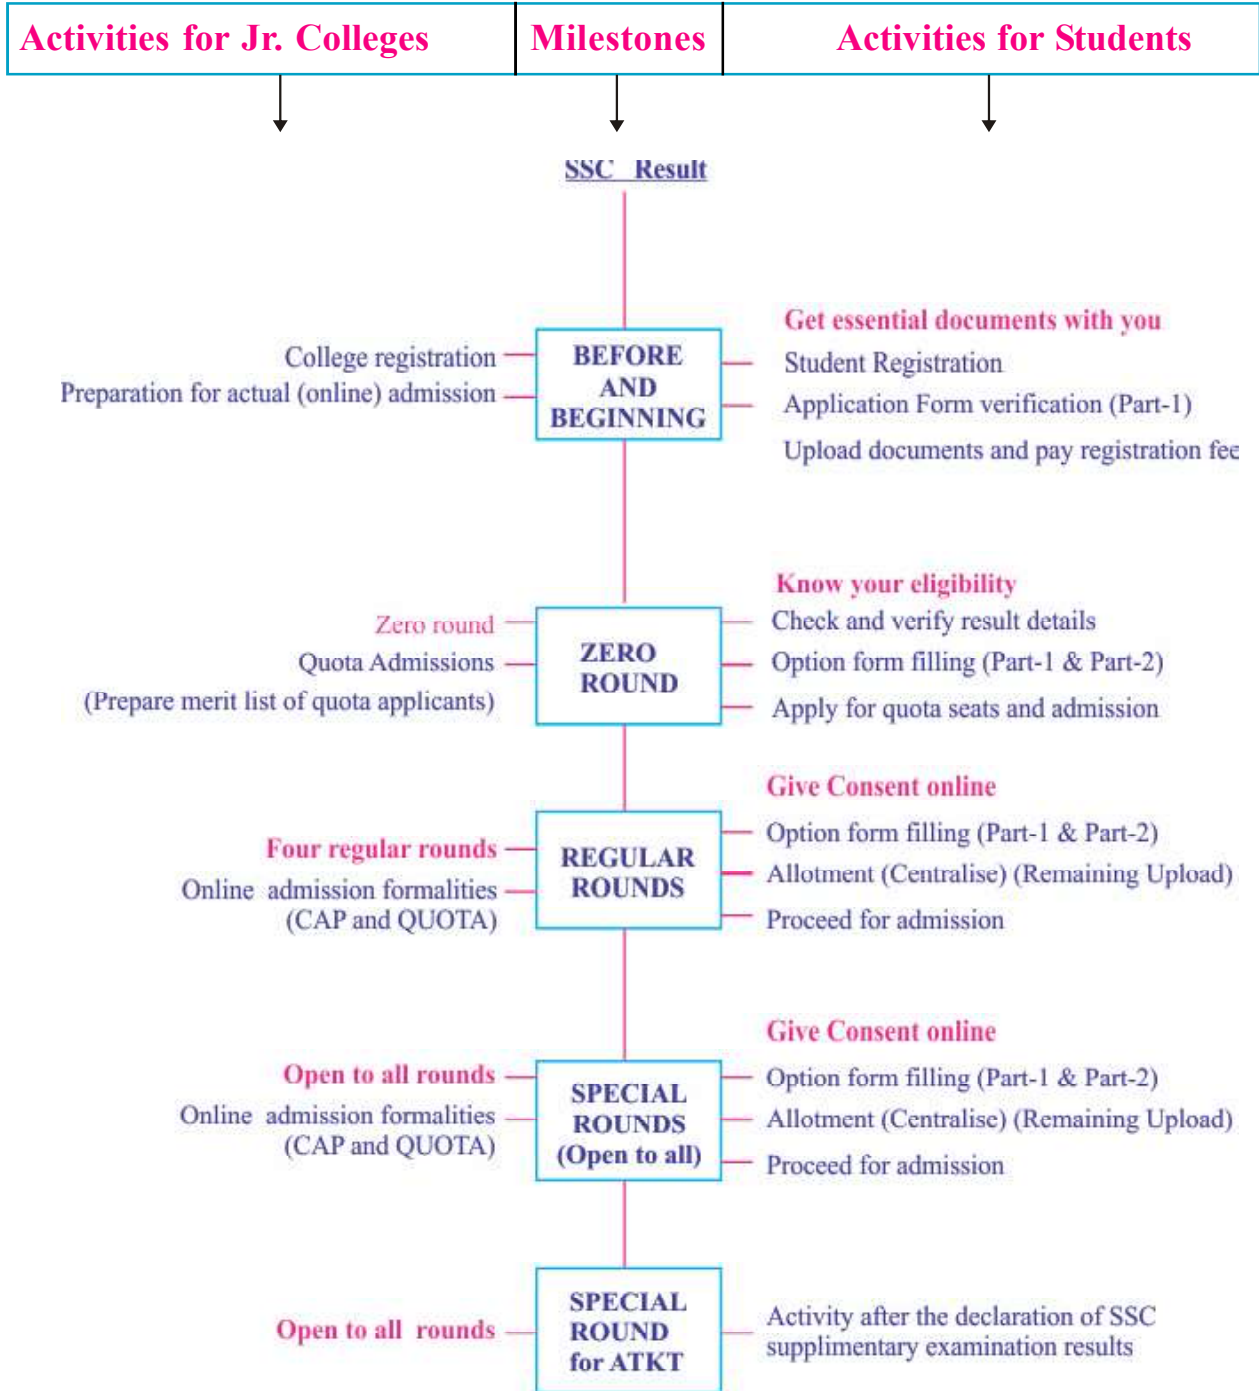 Activities for Jr. Colleges
Milestones
Activities for Students
SSC Result
College registration
Preparation for actual (online) admission
BEFORE
AND
BEGINNING
Get essential documents with you
Student Registration
Application Form verification (Part-1)
Upload documents and pay registration fee
Zero round
Quota Admissions
(Prepare merit list of quota applicants)
ZERO
ROUND
Know your eligibility
Check and verify result details
Option form filling (Part-1 & Part-2)
Apply for quota seats and admission
Four regular rounds
Online admission formalities
(CAP and QUOTA)
REGULAR
ROUNDS
Give Consent online
Option form filling (Part-1 & Part-2)
Allotment (Centralise) (Remaining Upload)
Proceed for admission
Open to all rounds
Online admission formalities
(CAP and QUOTA)
SPECIAL
ROUNDS
(Open to all)
Give Consent online
Option form filling (Part-1 & Part-2)
Allotment (Centralise) (Remaining Upload)
Proceed for admission
Open to all rounds
SPECIAL
ROUND
for ATKT
Activity after the declaration of SSC
supplimentary examination results